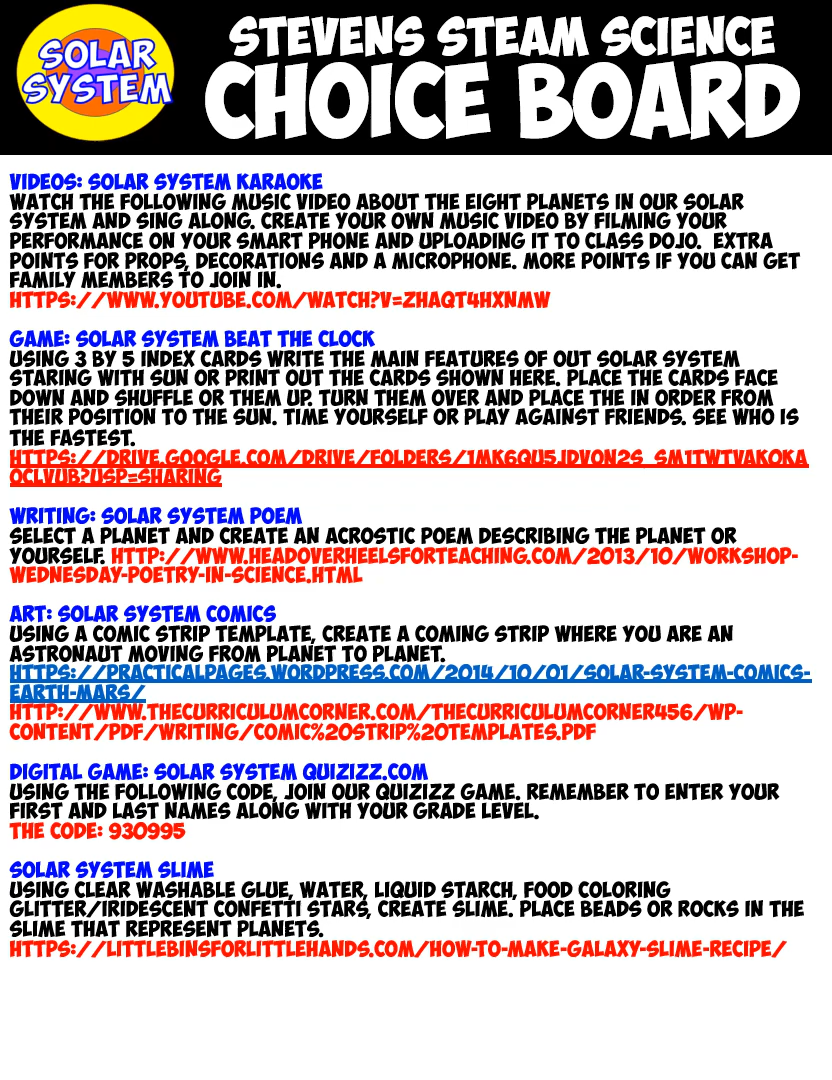 SOLAR
SYSTEM
STEVENS STEAM SCIENCE
CHOICE BOARD
VIDEOS: SOLAR SYSTEM KARAOKE
WATCH THE FOLLOWING MUSIC VIDEO ABOUT THE EIGHT PLANETS IN OUR SOLAR
SYSTEM AND SING ALONG. CREATE YOUR OWN MUSIC VIDEO BY FILMING YOUR
PERFORMANCE ON YOUR SMART PHONE AND UPLOADING IT TO CLASS DOJO. EXTRA
POINTS FOR PROPS, DECORATIONS AND A MICROPHONE. MORE POINTS IF YOU CAN GET
FAMILY MEMBERS TO JOIN IN.
HTTPS://WWW.YOUTUBE.COM/WATCH?V=ZHAQT4HXNMW
GAME: SOLAR SYSTEM BEAT THE CLOCK
USING 3 BY 5 INDEX CARDS WRITE THE MAIN FEATURES OF OUT SOLAR SYSTEM
STARING WITH SUN OR PRINT OUT THE CARDS SHOWN HERE. PLACE THE CARDS FACE
DOWN AND SHUFFLE OR THEM UP. TURN THEM OVER AND PLACE THE IN ORDER FROM
THEIR POSITION TO THE SUN. TIME YOURSELF OR PLAY AGAINST FRIENDS. SEE WHO IS
THE FASTEST.
HTTPS://DRIVE.GOOGLE.COM/DRIVE/FOLDERS/1MK6QU5JDVON2S_SM1TWTVAKOKA
OCLVUB?USP=SHARING
WRITING: SOLAR SYSTEM POEM
SELECT A PLANET AND CREATE AN ACROSTIC POEM DESCRIBING THE PLANET OR
YOURSELF. HTTP://WWW.HEADOVERHEELSFORTEACHING.COM/2013/10/WORKSHOP-
WEDNESDAY-POETRY-IN-SCIENCE.HTML
ART: SOLAR SYSTEM COMICS
USING A COMIC STRIP TEMPLATE, CREATE A COMING STRIP WHERE YOU ARE AN
ASTRONAUT MOVING FROM PLANET TO PLANET.
HTTPS://PRACTICALPAGES.WORDPRESS.COM/2014/10/01/SOLAR-SYSTEM-COMICS-
EARTH-MARS/
HTTP://WWW.THECURRICULUMCORNER.COM/THECURRICULUMCORNER456/WP-
CONTENT/PDF/WRITING/COMIC%20STRIP%20TEMPLATES.PDF
DIGITAL GAME: SOLAR SYSTEM QUIZIZZ.COM
USING THE FOLLOWING CODE, JOIN OUR QUIZIZZ GAME. REMEMBER TO ENTER YOUR
FIRST AND LAST NAMES ALONG WITH YOUR GRADE LEVEL.
THE CODE: 930995
SOLAR SYSTEM SLIME
USING CLEAR WASHABLE GLUE, WATER, LIQUID STARCH, FOOD COLORING
GLITTER/IRIDESCENT CONFETTI STARS, CREATE SLIME. PLACE BEADS OR ROCKS IN THE
SLIME THAT REPRESENT PLANETS.
HTTPS://LITTLEBINSFORLITTLEHANDS.COM/HOW-TO-MAKE-GALAXY-SLIME-RECIPE/